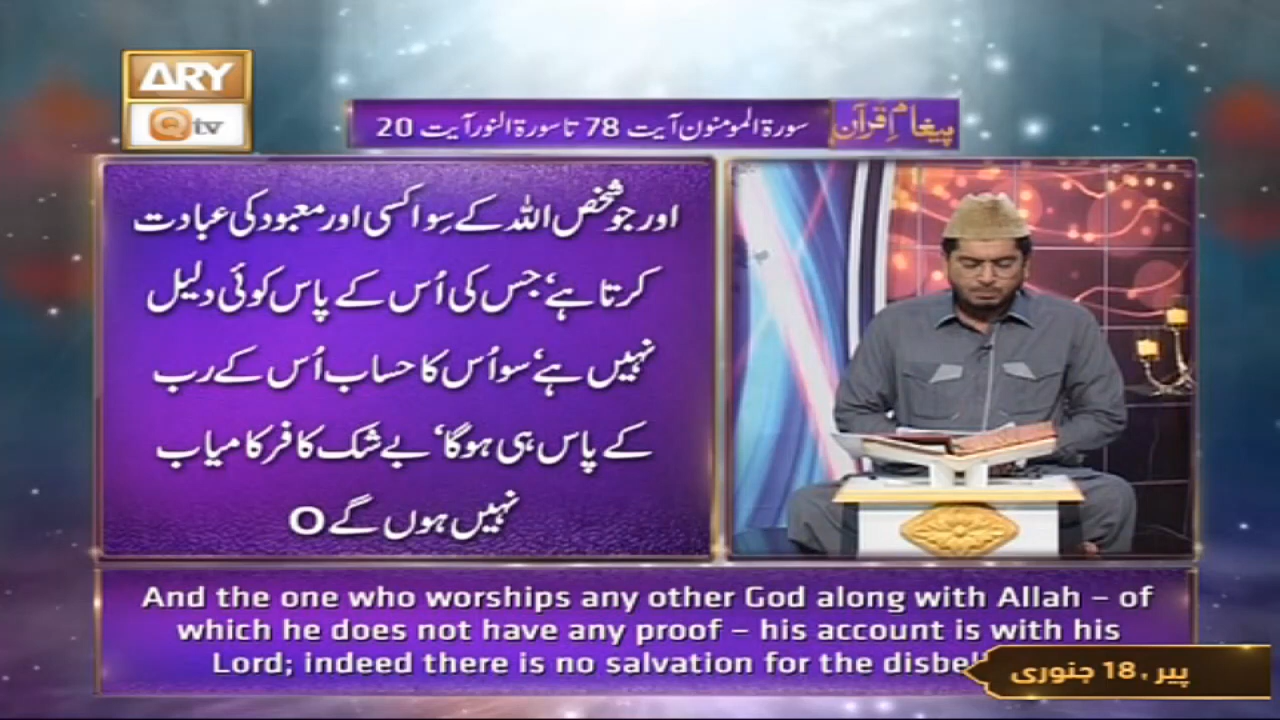 ARY
Qtv
پیغامِ قرآن
سورۃ المومنون آیت 78 تا سورۃ النور آیت 20
اور جو شخص اللہ کے سِوا کسی اور معبود کی عبادت
کرتا ہے‘ جس کی اُس کے پاس کوئی دلیل
نہیں ہے‘ سو اُس کا حساب اُس کے رب
کے پاس ہی ہوگا‘ بے شک کافر کامیاب
نہیں ہوں گے O
And the one who worships any other God along with Allah – of
which he does not have any proof – his account is with his
Lord; indeed there is no salvation for the
پیر، 18 جنوری